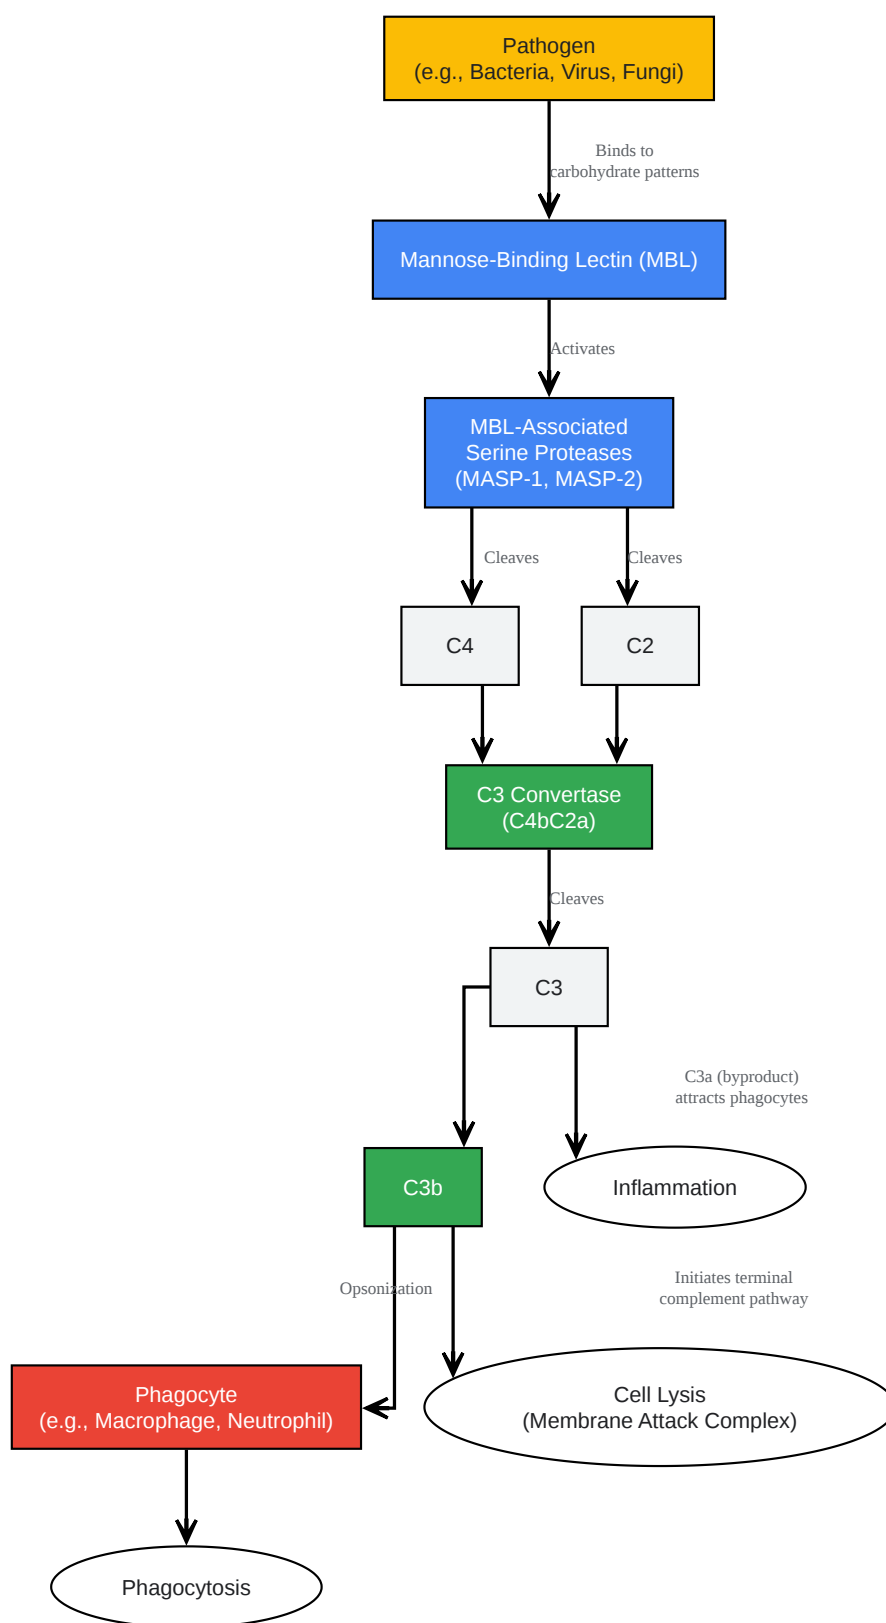 Pathogen
(e.g., Bacteria, Virus, Fungi)
Binds to
carbohydrate patterns
Mannose-Binding Lectin (MBL)
Activates
MBL-Associated
Serine Proteases
(MASP-1, MASP-2)
Cleaves
Cleaves
C4
C2
C3 Convertase
(C4bC2a)
Cleaves
C3
C3a (byproduct)
attracts phagocytes
C3b
Inflammation
Opsonization
Initiates terminal
complement pathway
Phagocyte
(e.g., Macrophage, Neutrophil)
Cell Lysis
(Membrane Attack Complex)
Phagocytosis